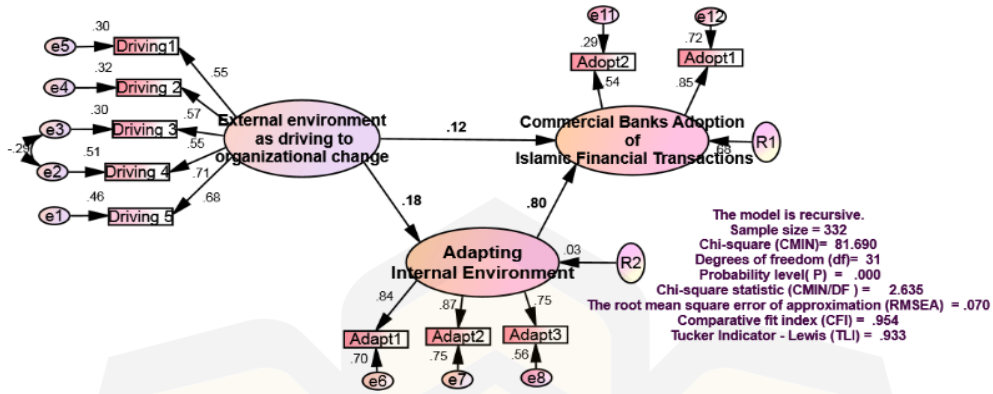 e11
e12
.29
.72
Adopt2
Adopt1
.54
.85
.30
e5
Driving1
.55
.32
e4
Driving 2
.57
.30
e3
Driving 3
.55
-.29
.51
e2
Driving 4
.71
.46
.68
e1
Driving 5
External environment
as driving to
organizational change
.12
Commercial Banks Adoption
of
Islamic Financial Transactions
.68
R1
.18
.80
Adapting
Internal Environment
.03
R2
.84
.87
.75
Adapt1
Adapt2
Adapt3
.70
.75
.56
e6
e7
e8
The model is recursive.
Sample size = 332
Chi-square (CMIN)= 81.690
Degrees of freedom (df)= 31
Probability level( P) = .000
Chi-square statistic (CMIN/DF ) = 2.635
The root mean square error of approximation (RMSEA) = .070
Comparative fit index (CFI) = .954
Tucker Indicator - Lewis (TLI) = .933